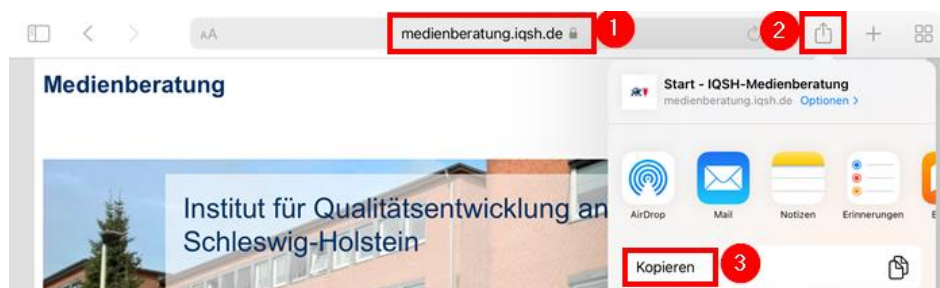 AA
medienberatung.iqsh.de
1
2
Medienberatung
Start - IQSH-Medienberatung
medienberatung.iqsh.de Optionen >
Institut für Qualitätsentwicklung an
Schleswig-Holstein
AirDrop
Mail
Notizen
Erinnerungen
Kopieren
3